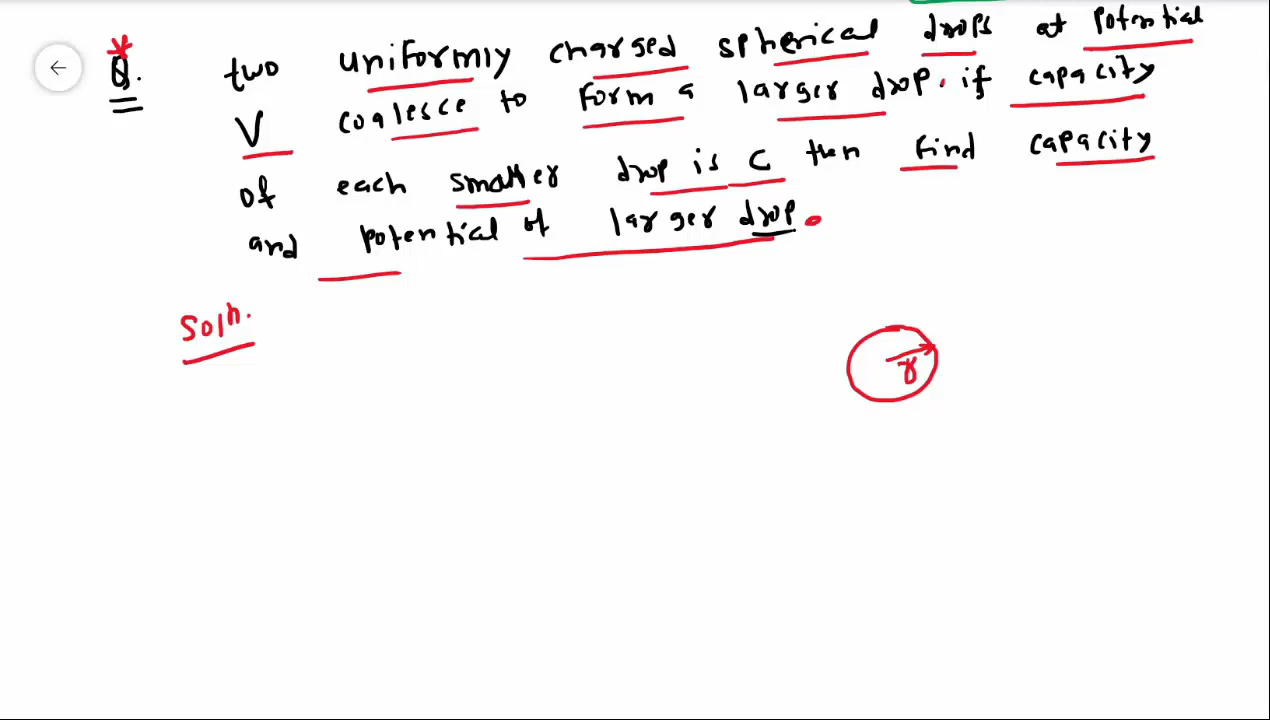 Q. two uniformly charged spherical drops at potential
V coalesce to form a larger drop. if capacity
of each smaller drop is C then find capacity
and potential of larger drop.
Soln.
r